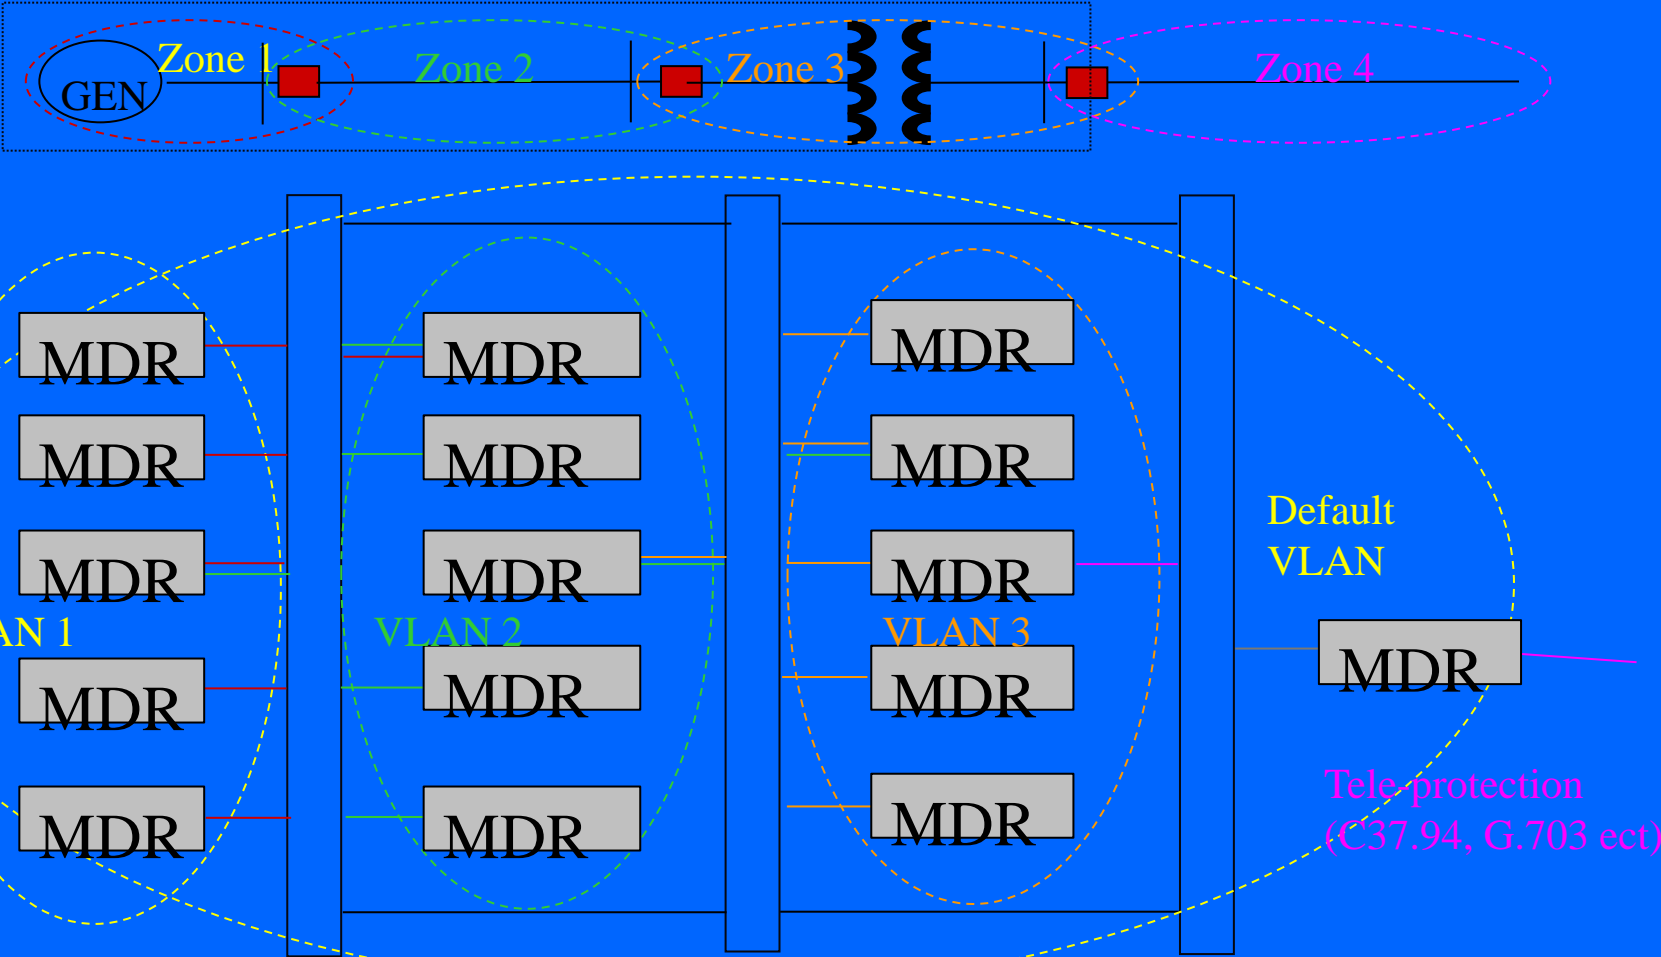 GEN
Zone 1
Zone 2
Zone 3
Zone 4
MDR
MDR
MDR
MDR
MDR
MDR
MDR
MDR
MDR
Default
VLAN
AN 1
VLAN 2
VLAN 3
MDR
MDR
MDR
MDR
Tele-protection
(C37.94, G.703 ect)
MDR
MDR
MDR